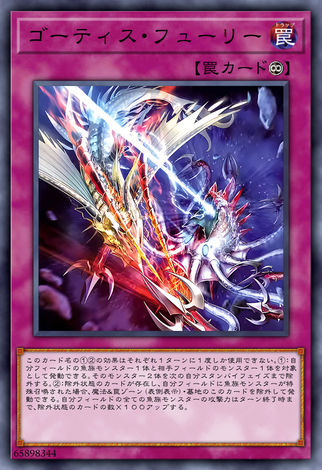 ゴーティス・フューリー
トラップ
罠
【罠カード】
このカード名の①②の効果はそれぞれ1ターンに1度しか使用できない。①:自
分フィールドの魚族モンスター1体と相手フィールドのモンスター1体を対象
として発動できる。そのモンスター2体を次の自分スタンバイフェイズまで除
外する。②:除外状態のカードが存在し、自分フィールドに魚族モンスターが特
殊召喚された場合、魔法&罠ゾーン(表側表示)・墓地のこのカードを除外して発
動できる。自分フィールドの全ての魚族モンスターの攻撃力はターン終了時ま
で、除外状態のカードの数×100アップする。
65898344